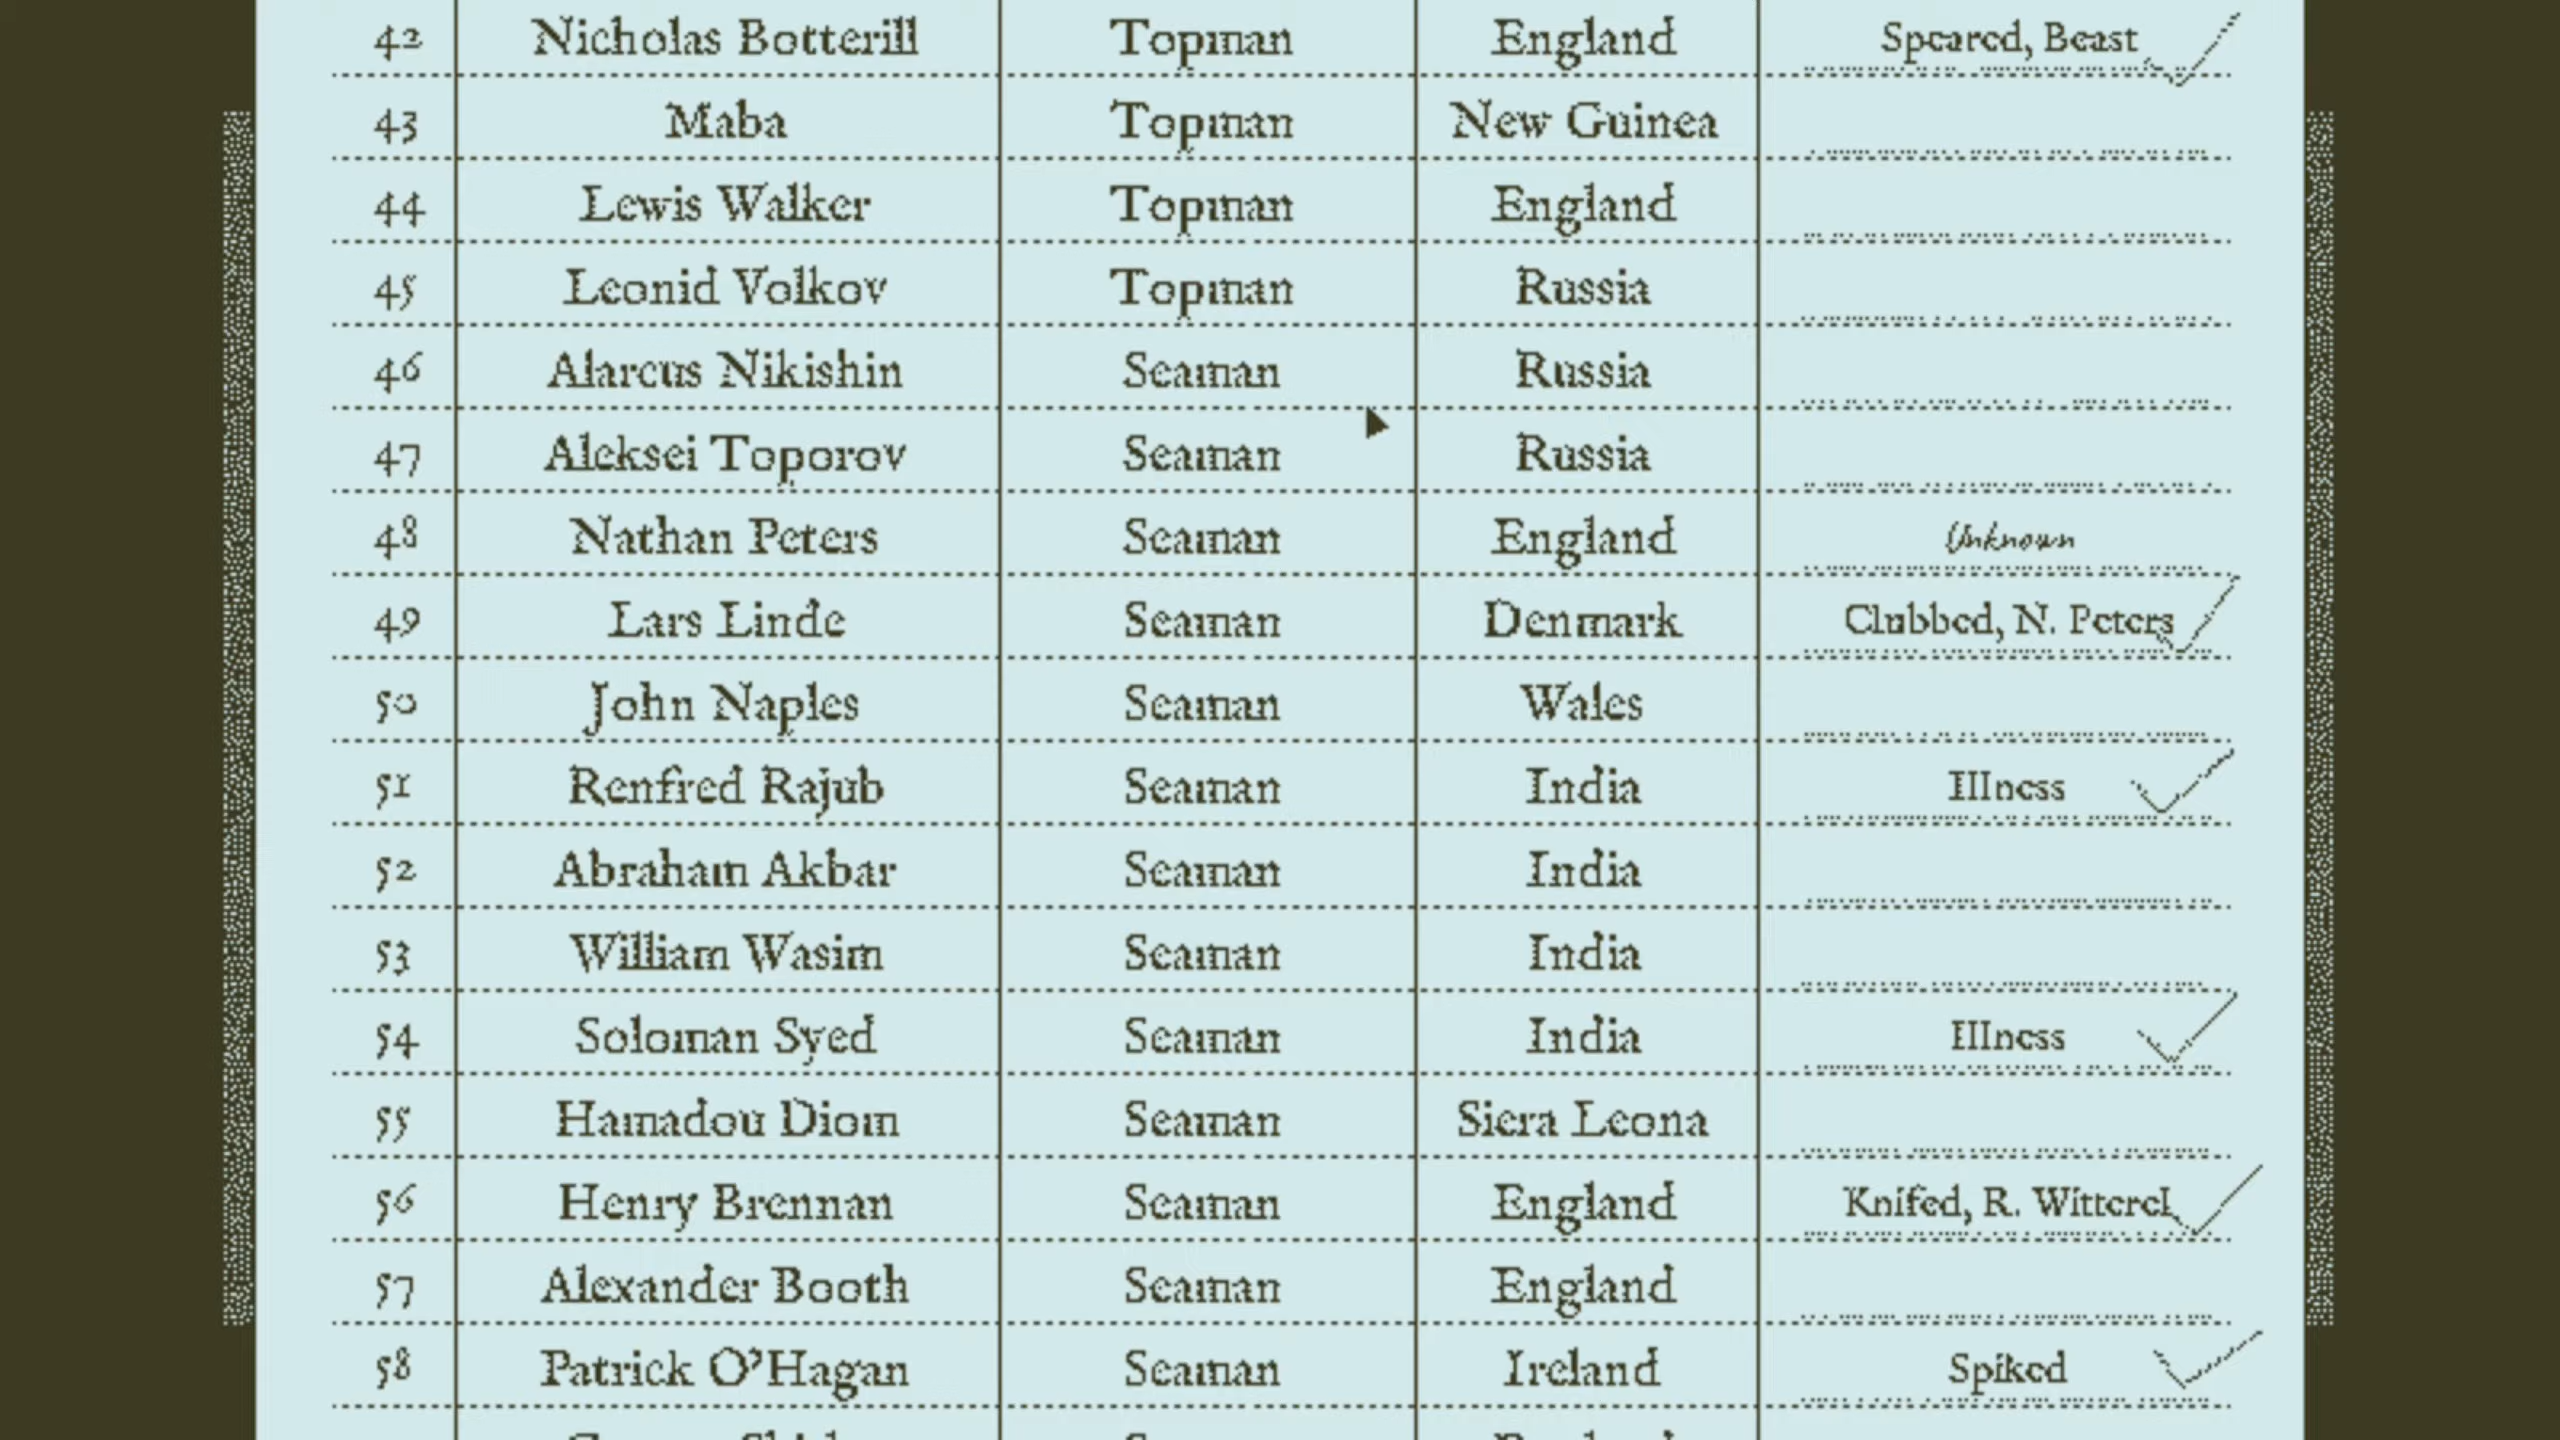 42 Nicholas Botterill Topman England Speared, Beast
43 Maba Topman New Guinea
44 Lewis Walker Topman England
45 Leonid Volkov Topman Russia
46 Alarcus Nikishin Seaman Russia
47 Aleksei Toporov Seaman Russia
48 Nathan Peters Seaman England Unknown
49 Lars Linde Seaman Denmark Clubbed, N. Peters
50 John Naples Seaman Wales
51 Renfred Rajub Seaman India Illness
52 Abraham Akbar Seaman India
53 William Wasim Seaman India
54 Soloman Syed Seaman India Illness
55 Hamadou Diom Seaman Siera Leona
56 Henry Brennan Seaman England Knifed, R. Witterel
57 Alexander Booth Seaman England
58 Patrick O'Hagan Seaman Ireland Spiked